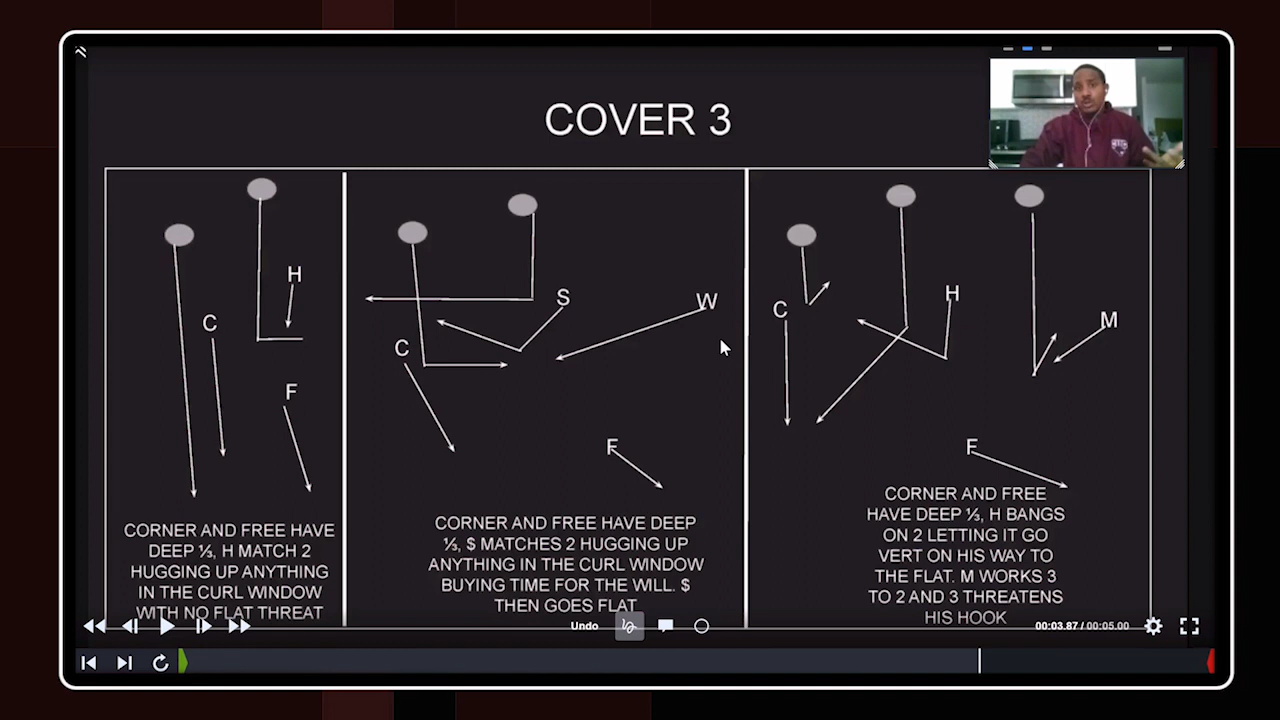 COVER 3
H
C
F
S
W
C
F
H
C
M
F
CORNER AND FREE HAVE
DEEP ⅓, H MATCH 2
HUGGING UP ANYTHING
IN THE CURL WINDOW
WITH NO FLAT THREAT
CORNER AND FREE HAVE DEEP
⅓, $ MATCHES 2 HUGGING UP
ANYTHING IN THE CURL WINDOW
BUYING TIME FOR THE WILL. $
THEN GOES FLAT
CORNER AND FREE
HAVE DEEP ⅓, H BANGS
ON 2 LETTING IT GO
VERT ON HIS WAY TO
THE FLAT. M WORKS 3
TO 2 AND 3 THREATENS
HIS HOOK
Undo
00:03.87 / 00:05.00